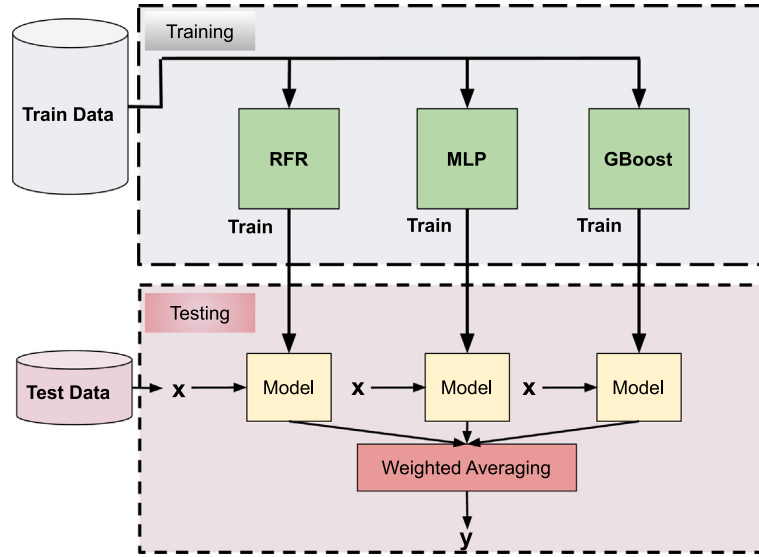 Training
Train Data
RFR
MLP
GBoost
Train
Train
Train
Testing
Test Data
x
Model
x
Model
x
Model
Weighted Averaging
y